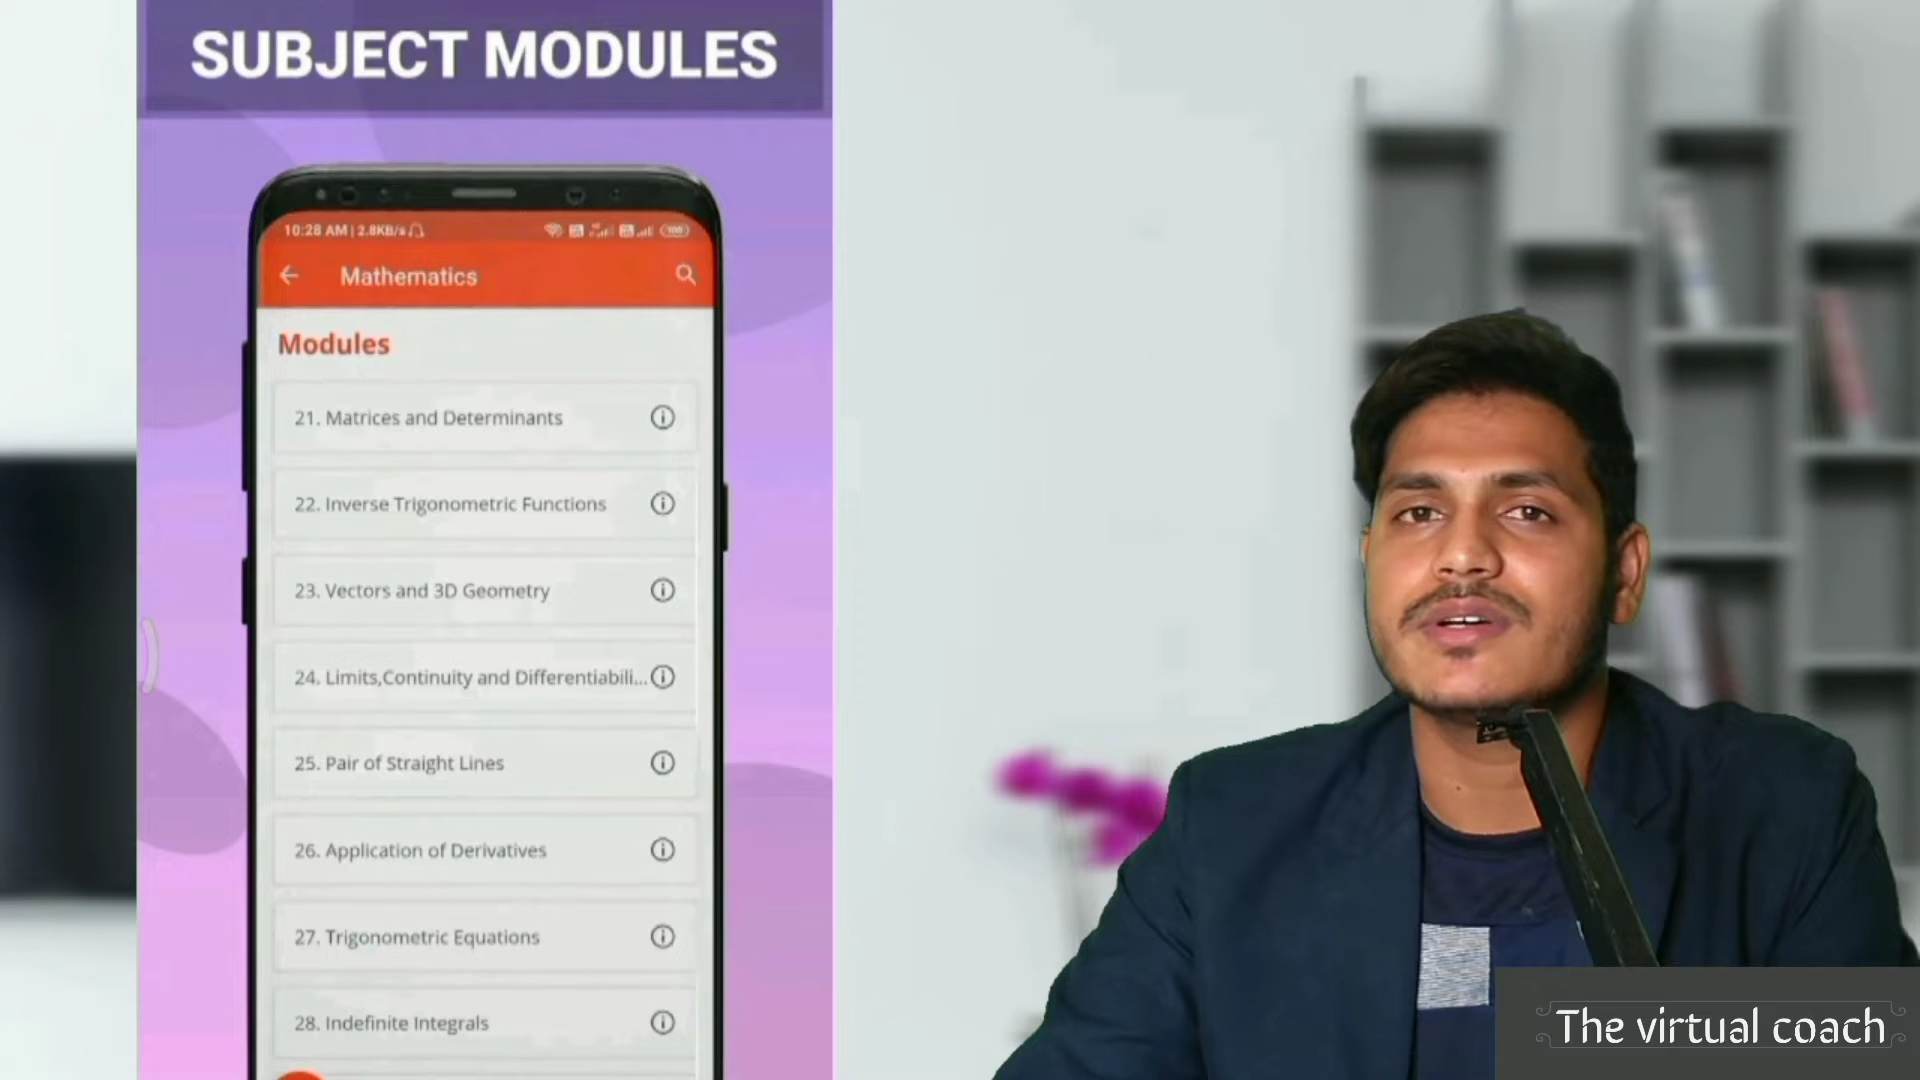 SUBJECT MODULES
10:28 AM | 2.8KB/s
Mathematics
Modules
21. Matrices and Determinants
22. Inverse Trigonometric Functions
23. Vectors and 3D Geometry
24. Limits,Continuity and Differentiabili...
25. Pair of Straight Lines
26. Application of Derivatives
27. Trigonometric Equations
28. Indefinite Integrals
The virtual coach